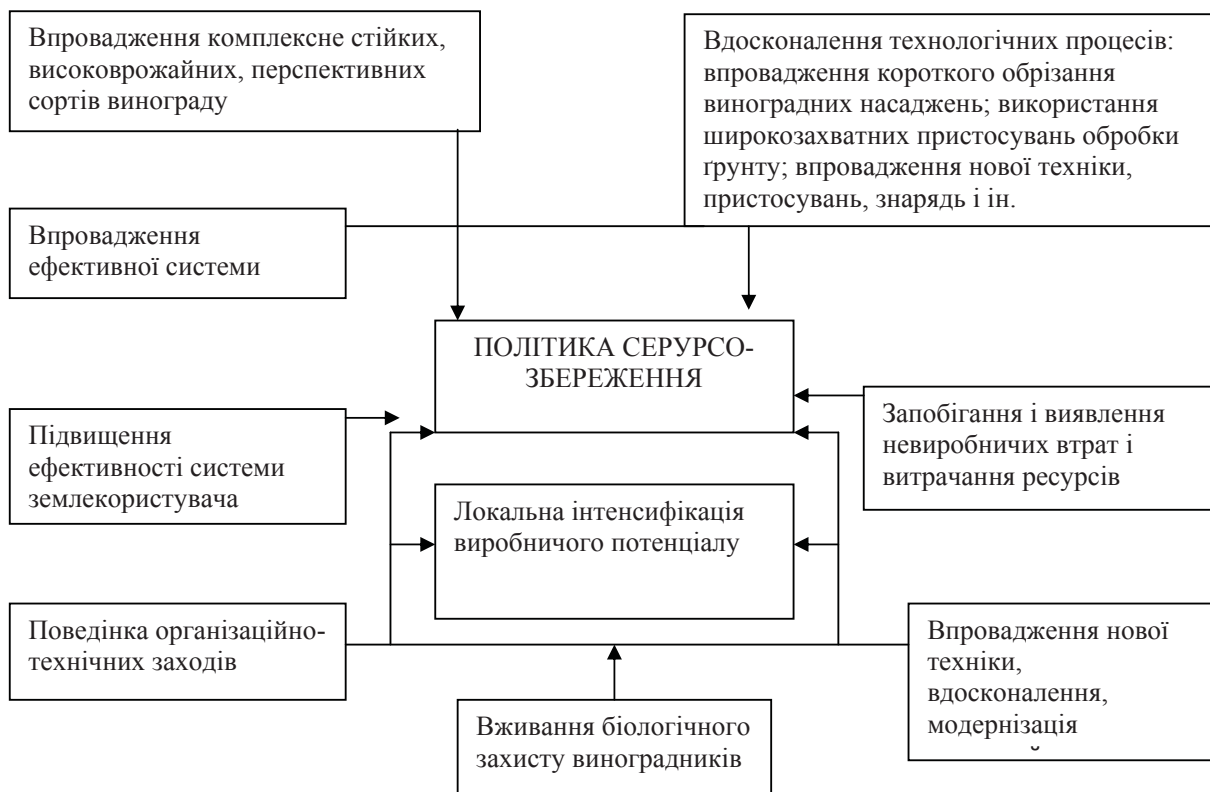 Впровадження комплексне стійких,
високоврожайних, перспективних
сортів винограду
Вдосконалення технологічних процесів:
впровадження короткого обрізання
виноградних насаджень; використання
широкозахватних пристосувань обробки
ґрунту; впровадження нової техніки,
пристосувань, знарядь і ін.
Впровадження
ефективної системи
ПОЛІТИКА СЕРУРСО-
ЗБЕРЕЖЕННЯ
Підвищення
ефективності системи
землекористувача
Запобігання і виявлення
невиробничих втрат і
витрачання ресурсів
Локальна інтенсифікація
виробничого потенціалу
Поведінка організаційно-
технічних заходів
Впровадження нової
техніки,
вдосконалення,
модернізація
Вживання біологічного
захисту виноградників